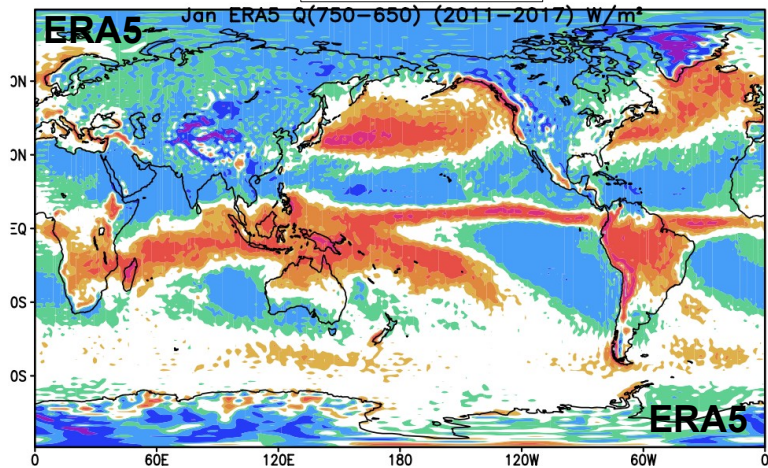 Jan ERA5 Q(750-650) (2011-2017) W/m²
ERA5
ON
ON
EQ
OS
OS
ERA5
0 60E 120E 180 120W 60W 0